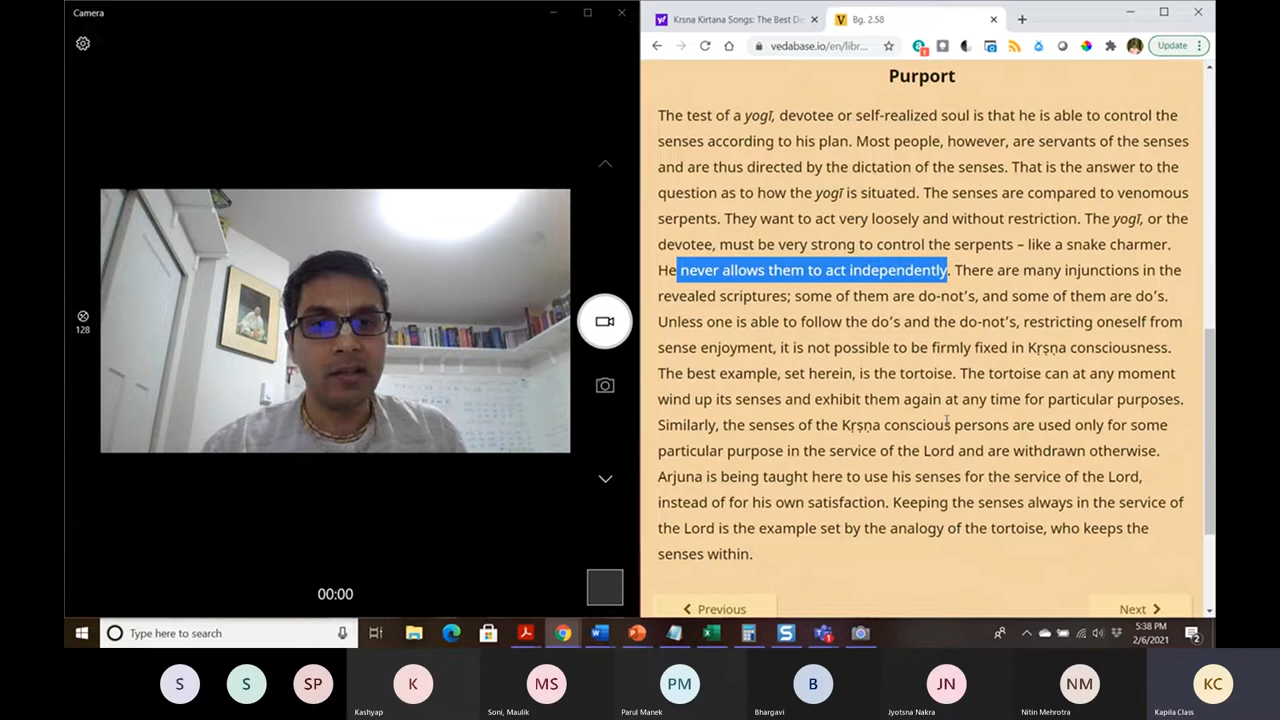 Camera
128
00:00
Krsna Kirtana Songs: The Best De
Bg. 2.58
vedabase.io/en/libr...
1
Update
Purport
The test of a yogī, devotee or self-realized soul is that he is able to control the
senses according to his plan. Most people, however, are servants of the senses
and are thus directed by the dictation of the senses. That is the answer to the
question as to how the yogī is situated. The senses are compared to venomous
serpents. They want to act very loosely and without restriction. The yogī, or the
devotee, must be very strong to control the serpents – like a snake charmer.
He never allows them to act independently. There are many injunctions in the
revealed scriptures; some of them are do-not's, and some of them are do's.
Unless one is able to follow the do's and the do-not's, restricting oneself from
sense enjoyment, it is not possible to be firmly fixed in Kṛṣṇa consciousness.
The best example, set herein, is the tortoise. The tortoise can at any moment
wind up its senses and exhibit them again at any time for particular purposes.
Similarly, the senses of the Kṛṣṇa conscious persons are used only for some
particular purpose in the service of the Lord and are withdrawn otherwise.
Arjuna is being taught here to use his senses for the service of the Lord,
instead of for his own satisfaction. Keeping the senses always in the service of
the Lord is the example set by the analogy of the tortoise, who keeps the
senses within.
Previous
Next
Type here to search
5:38 PM
2/6/2021
2
S
S
SP
K
MS
PM
B
JN
NM
KC
Kashyap
Soni, Maulik
Parul Manek
Bhargavi
Jyotsna Nakra
Nitin Mehrotra
Kapila Class